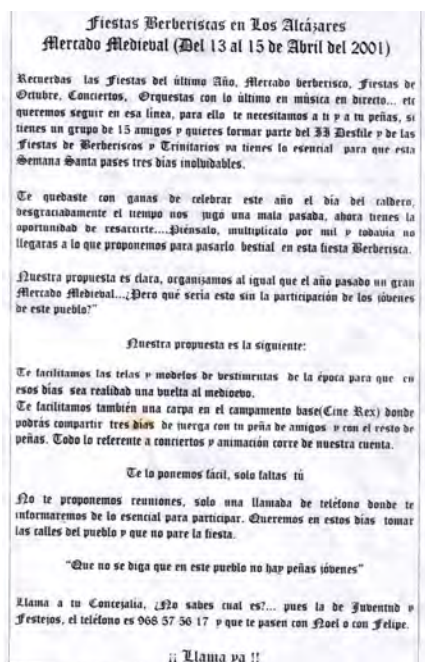 Fiestas Berberiscas en Los Alcázares
Mercado Medieval (Del 13 al 15 de Abril del 2001)
Recuerdas las Fiestas del último Año, Mercado berberisco, Fiestas de
Octubre, Conciertos, Orquestas con lo último en música en directo... etc
queremos seguir en esa línea, para ello te necesitamos a ti y a tu peñas, si
tienes un grupo de 15 amigos y quieres formar parte del II Desfile y de las
Fiestas de Berberiscos y Trinitarios ya tienes lo esencial para que esta
Semana Santa pases tres días inolvidables.
Te quedaste con ganas de celebrar este año el día del caldero,
desgraciadamente el tiempo nos jugó una mala pasada, ahora tienes la
oportunidad de resarcirte....Piénsalo, multiplícalo por mil y todavía no
llegaras a lo que proponemos para pasarlo bestial en esta fiesta Berberisca.
Nuestra propuesta es clara, organizamos al igual que el año pasado un gran
Mercado Medieval...¿Pero qué sería esto sin la participación de los jóvenes
de este pueblo?"
Nuestra propuesta es la siguiente:
Te facilitamos las telas y modelos de vestimentas de la época para que en
esos días sea realidad una vuelta al medioevo.
Te facilitamos también una carpa en el campamento base(Cine Rex) donde
podrás compartir tres días de juerga con tu peña de amigos y con el resto de
peñas. Todo lo referente a conciertos y animación corre de nuestra cuenta.
Te lo ponemos fácil, solo faltas tú
No te proponemos reuniones, solo una llamada de teléfono donde te
informaremos de lo esencial para participar. Queremos en estos días tomar
las calles del pueblo y que no pare la fiesta.
"Que no se diga que en este pueblo no hay peñas jóvenes"
Llama a tu Concejalía, ¿No sabes cual es?... pues la de Juventud y
Festejos, el teléfono es 968 57 56 17 y que te pasen con Noel o con Felipe.
¡¡ Llama ya !!